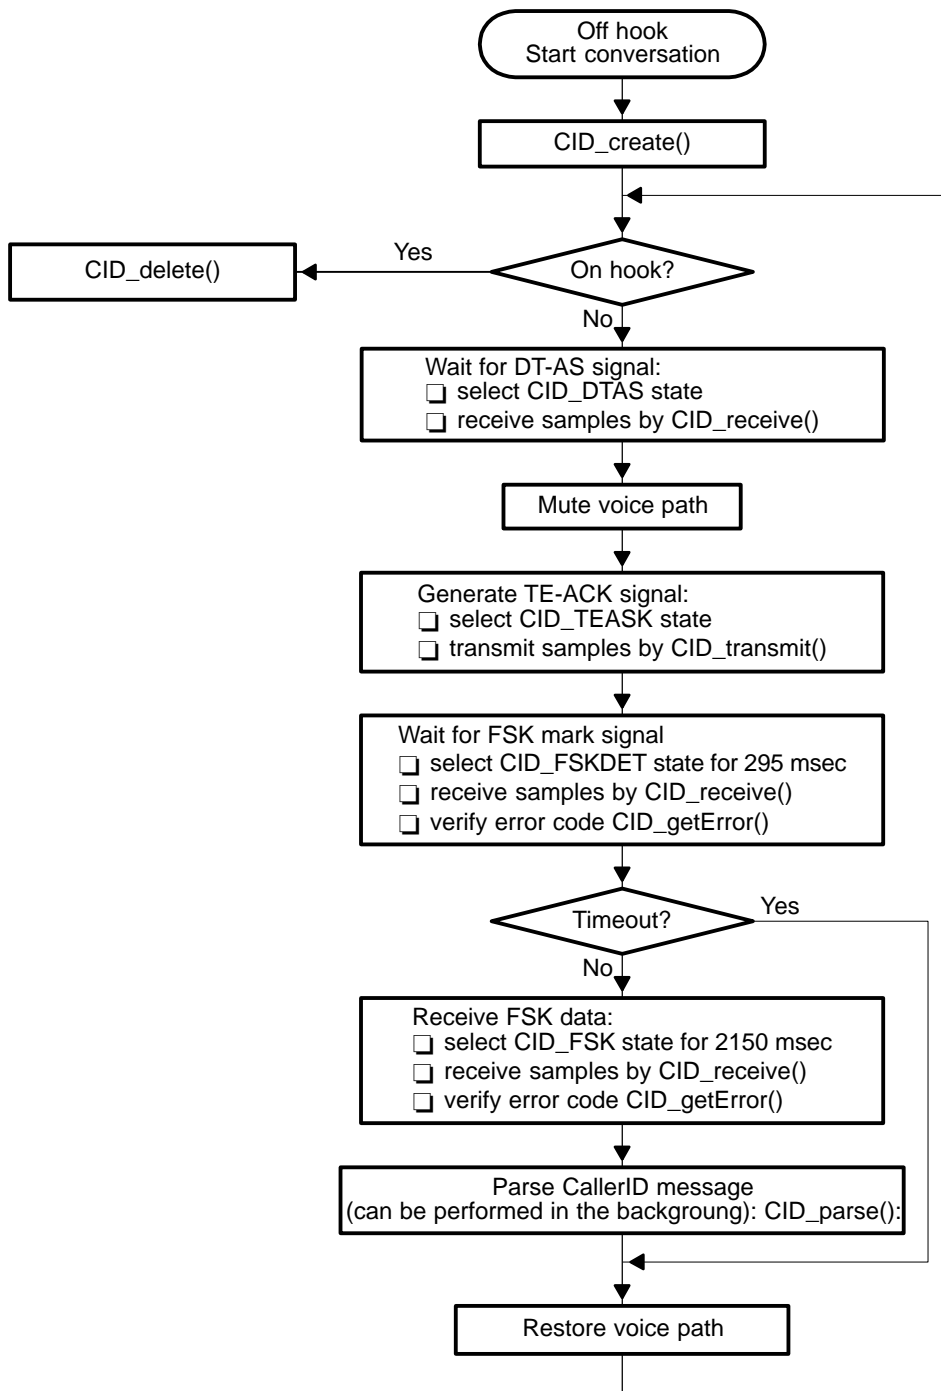 Off hook
Start conversation
CID_create()
Yes
CID_delete()
On hook?
No
Wait for DT-AS signal:
❏ select CID_DTAS state
❏ receive samples by CID_receive()
Mute voice path
Generate TE-ACK signal:
❏ select CID_TEASK state
❏ transmit samples by CID_transmit()
Wait for FSK mark signal
❏ select CID_FSKDET state for 295 msec
❏ receive samples by CID_receive()
❏ verify error code CID_getError()
Timeout?
Yes
No
Receive FSK data:
❏ select CID_FSK state for 2150 msec
❏ receive samples by CID_receive()
❏ verify error code CID_getError()
Parse CallerID message
(can be performed in the backgroung): CID_parse():
Restore voice path